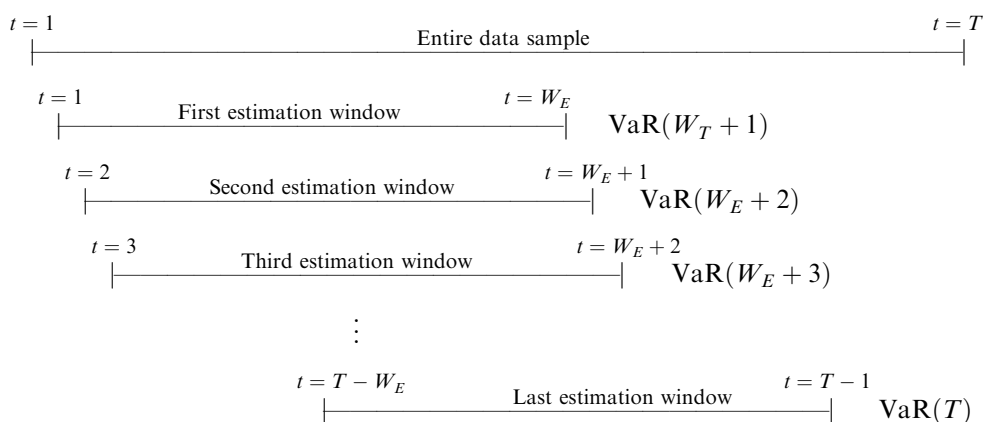 t = 1 t = T
Entire data sample
t = 1 First estimation window t = W_E VaR(W_T + 1)
t = 2 Second estimation window t = W_E + 1 VaR(W_E + 2)
t = 3 Third estimation window t = W_E + 2 VaR(W_E + 3)
⋮
t = T − W_E Last estimation window t = T − 1 VaR(T)